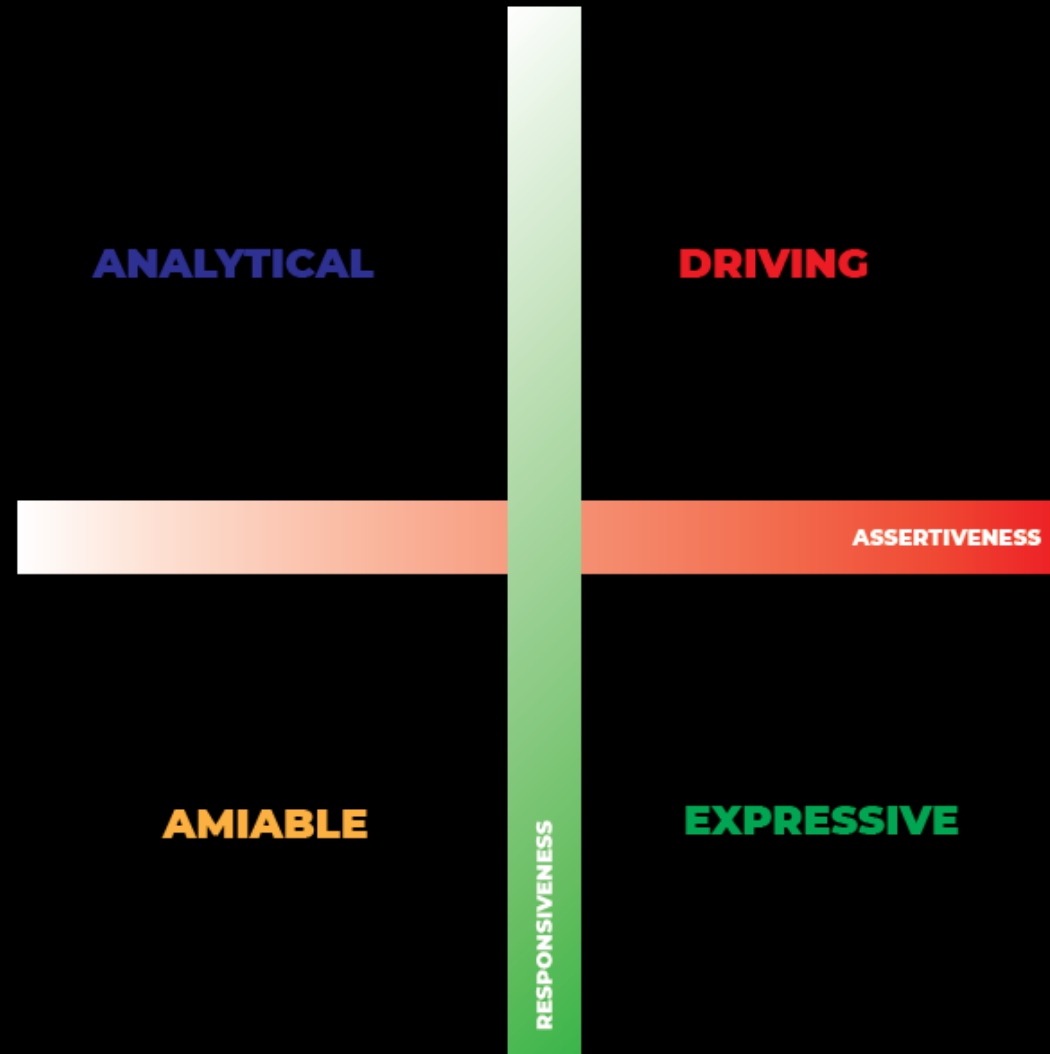 ANALYTICAL
DRIVING
ASSERTIVENESS
AMIABLE
EXPRESSIVE
RESPONSIVENESS